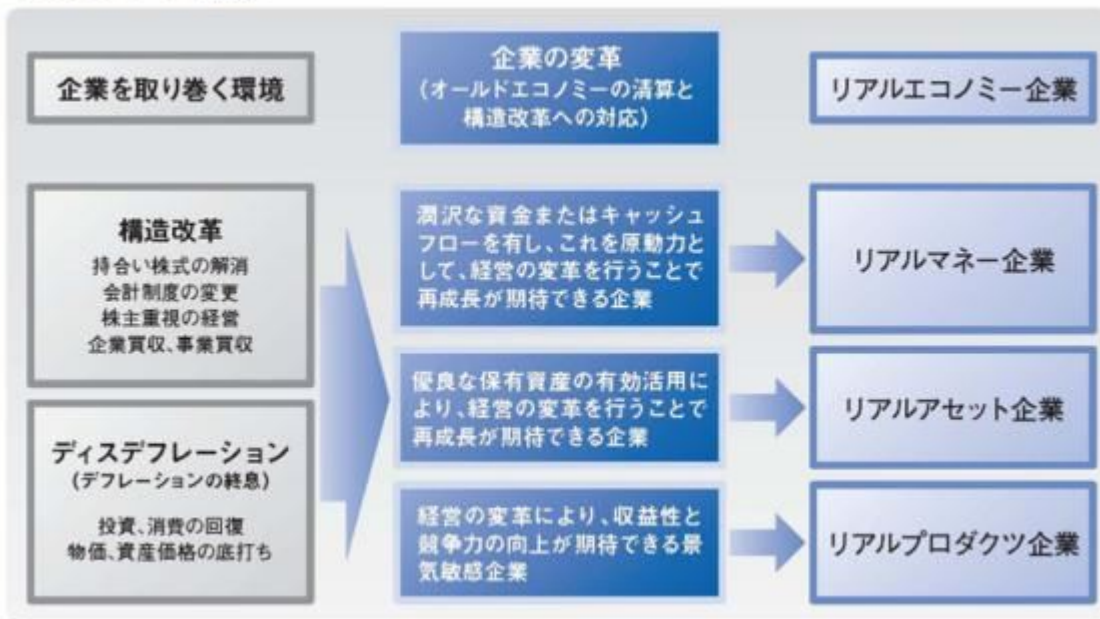 企業を取り巻く環境
企業の変革
(オールドエコノミーの清算と
構造改革への対応)
リアルエコノミー企業
構造改革
持合い株式の解消
会計制度の変更
株主重視の経営
企業買収、事業買収
ディスデフレーション
(デフレーションの終息)
投資、消費の回復
物価、資産価格の底打ち
潤沢な資金またはキャッシュ
フローを有し、これを原動力と
して、経営の変革を行うことで
再成長が期待できる企業
リアルマネー企業
優良な保有資産の有効活用に
より、経営の変革を行うことで
再成長が期待できる企業
リアルアセット企業
経営の変革により、収益性と
競争力の向上が期待できる景
気敏感企業
リアルプロダクツ企業